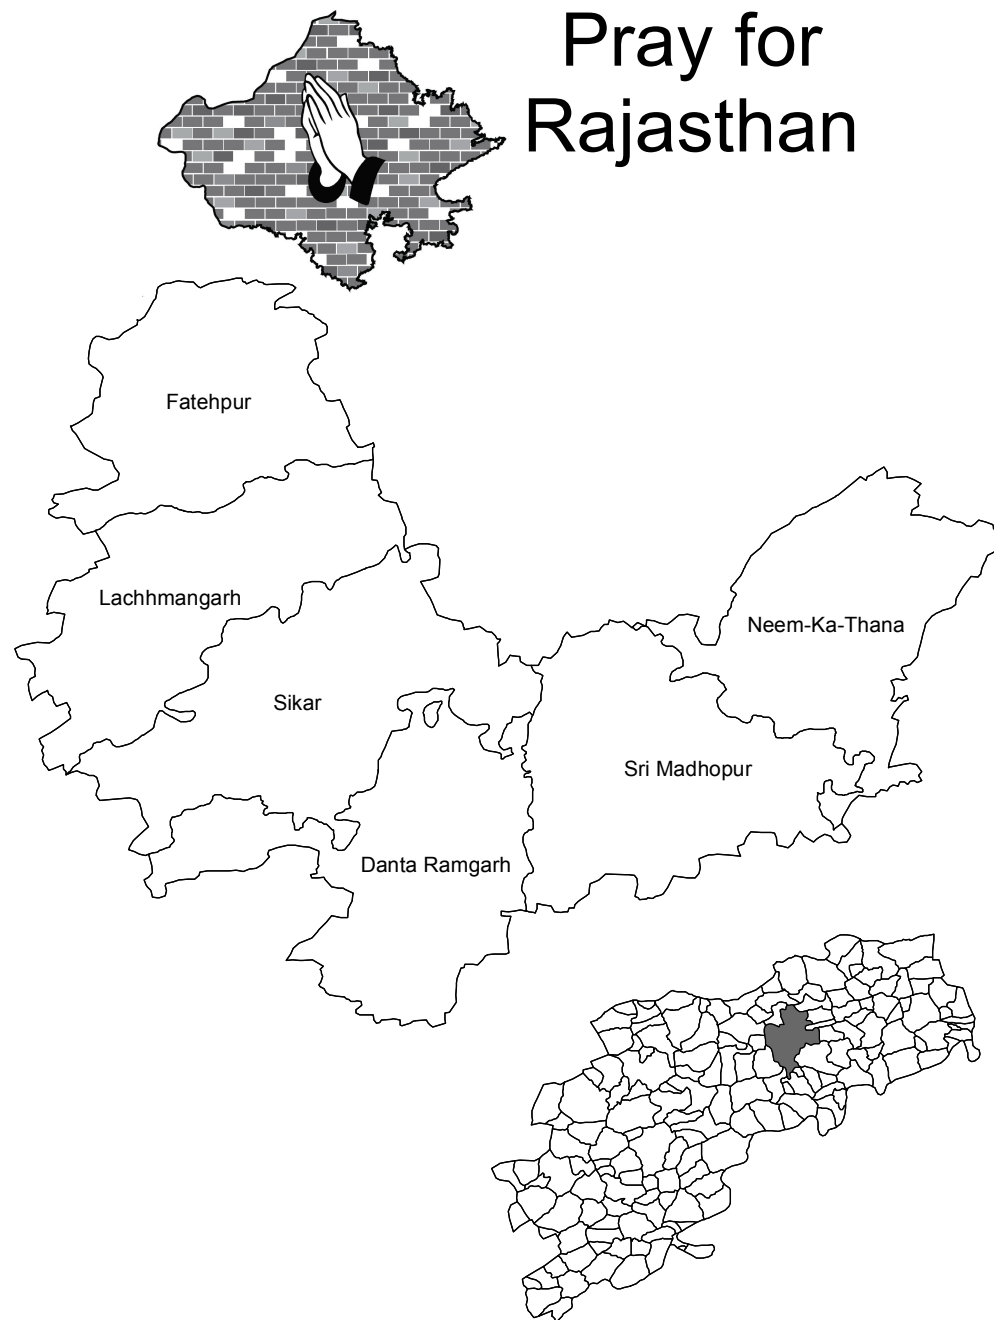 Pray for
Rajasthan
Fatehpur
Lachhmangarh
Neem-Ka-Thana
Sikar
Sri Madhopur
Danta Ramgarh